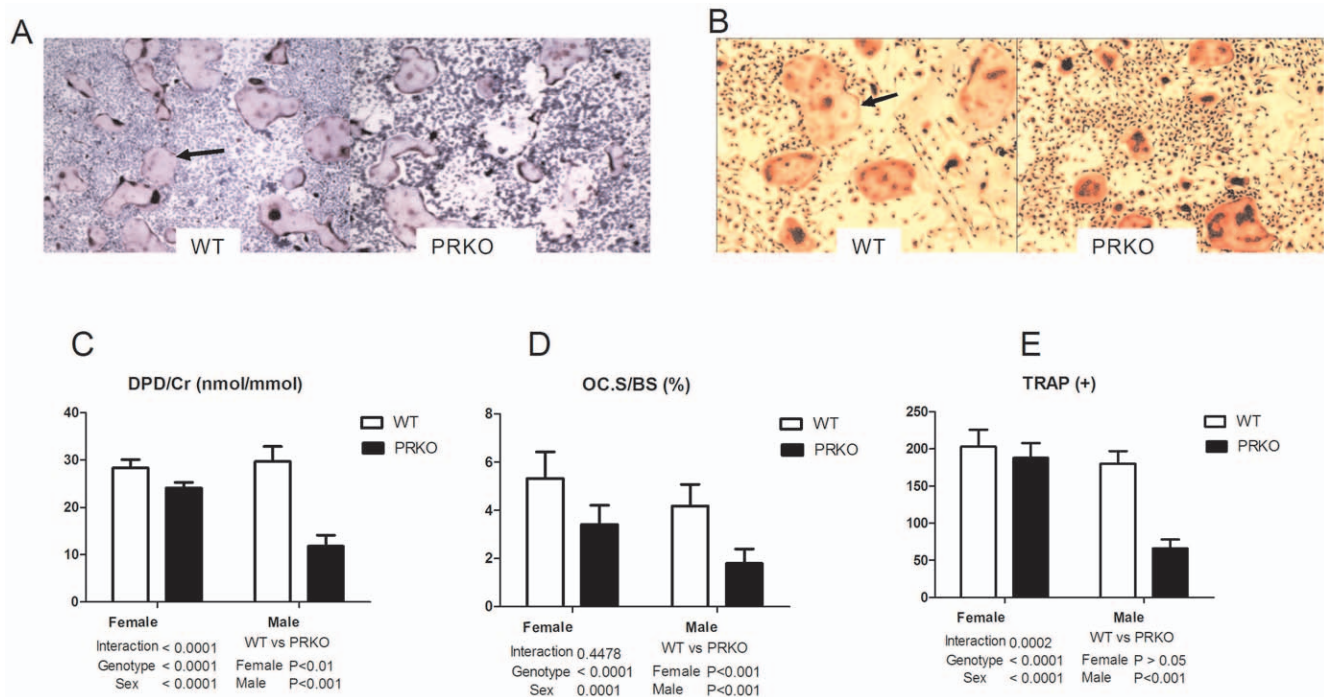 A
B
WT
PRKO
WT
PRKO
C
DPD/Cr (nmol/mmol)
40
30
20
10
0
WT
PRKO
Female
Male
Interaction < 0.0001
Genotype < 0.0001
Sex < 0.0001
WT vs PRKO
Female P<0.01
Male P<0.001
D
OC.S/BS (%)
8
6
4
2
0
WT
PRKO
Female
Male
Interaction 0.4478
Genotype < 0.0001
Sex 0.0001
WT vs PRKO
Female P<0.001
Male P<0.001
E
TRAP (+)
250
200
150
100
50
0
WT
PRKO
Female
Male
Interaction 0.0002
Genotype < 0.0001
Sex < 0.0001
WT vs PRKO
Female P > 0.05
Male P<0.001